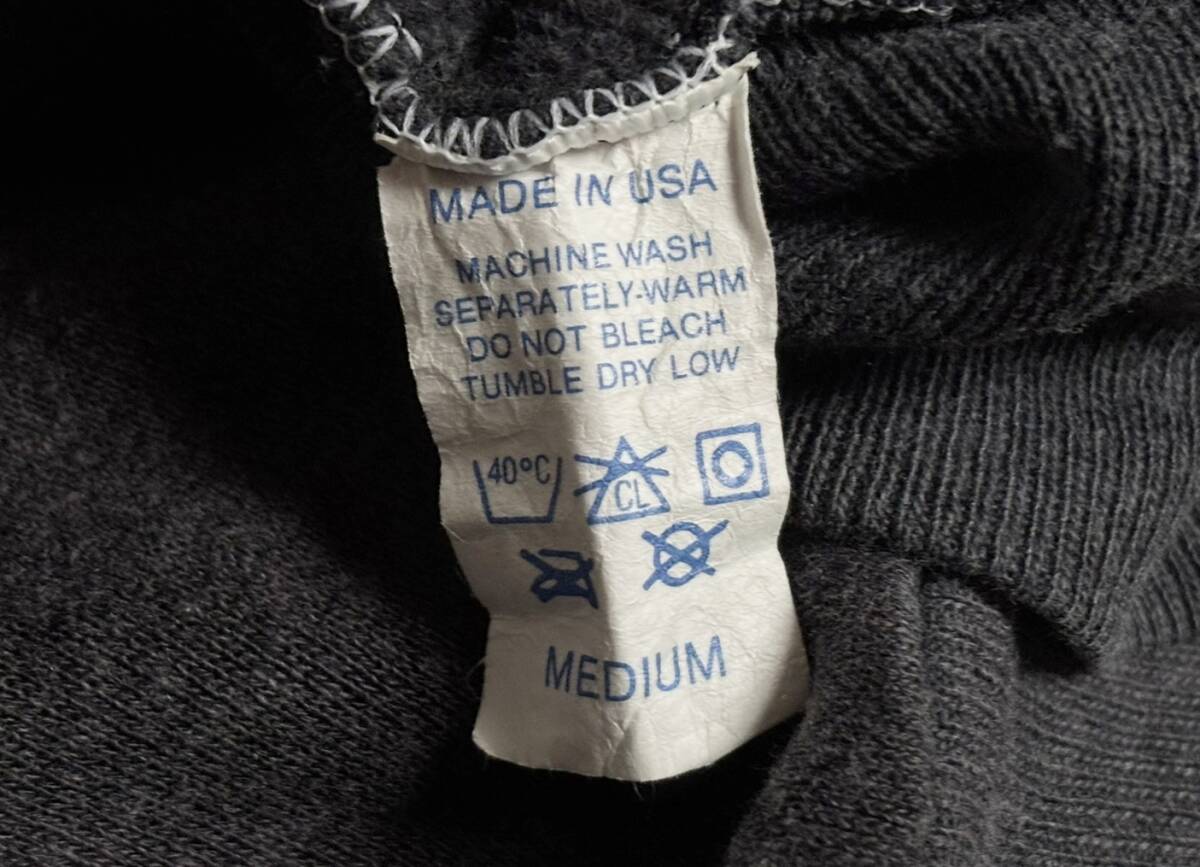 MADE IN USA
MACHINE WASH
SEPARATELY-WARM
DO NOT BLEACH
TUMBLE DRY LOW
40°C CL
MEDIUM